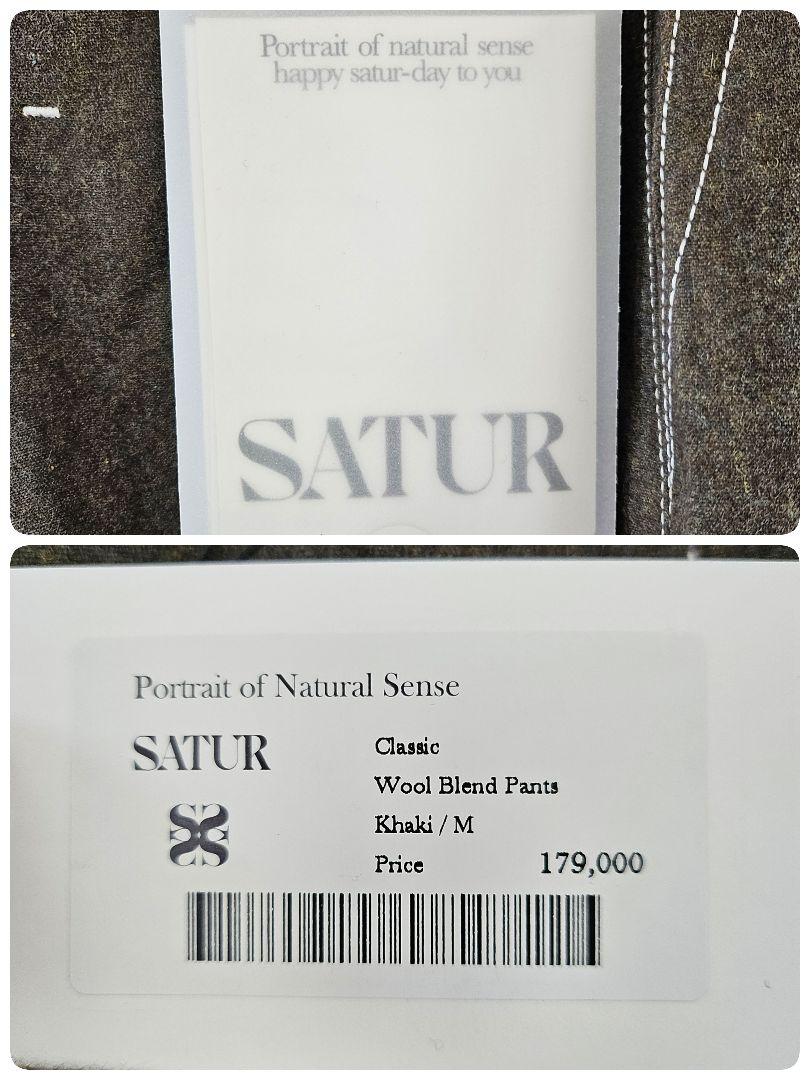 Portrait of natural sense
happy satur-day to you
SATUR
Portrait of Natural Sense
SATUR
Classic
Wool Blend Pants
Khaki / M
Price 179,000